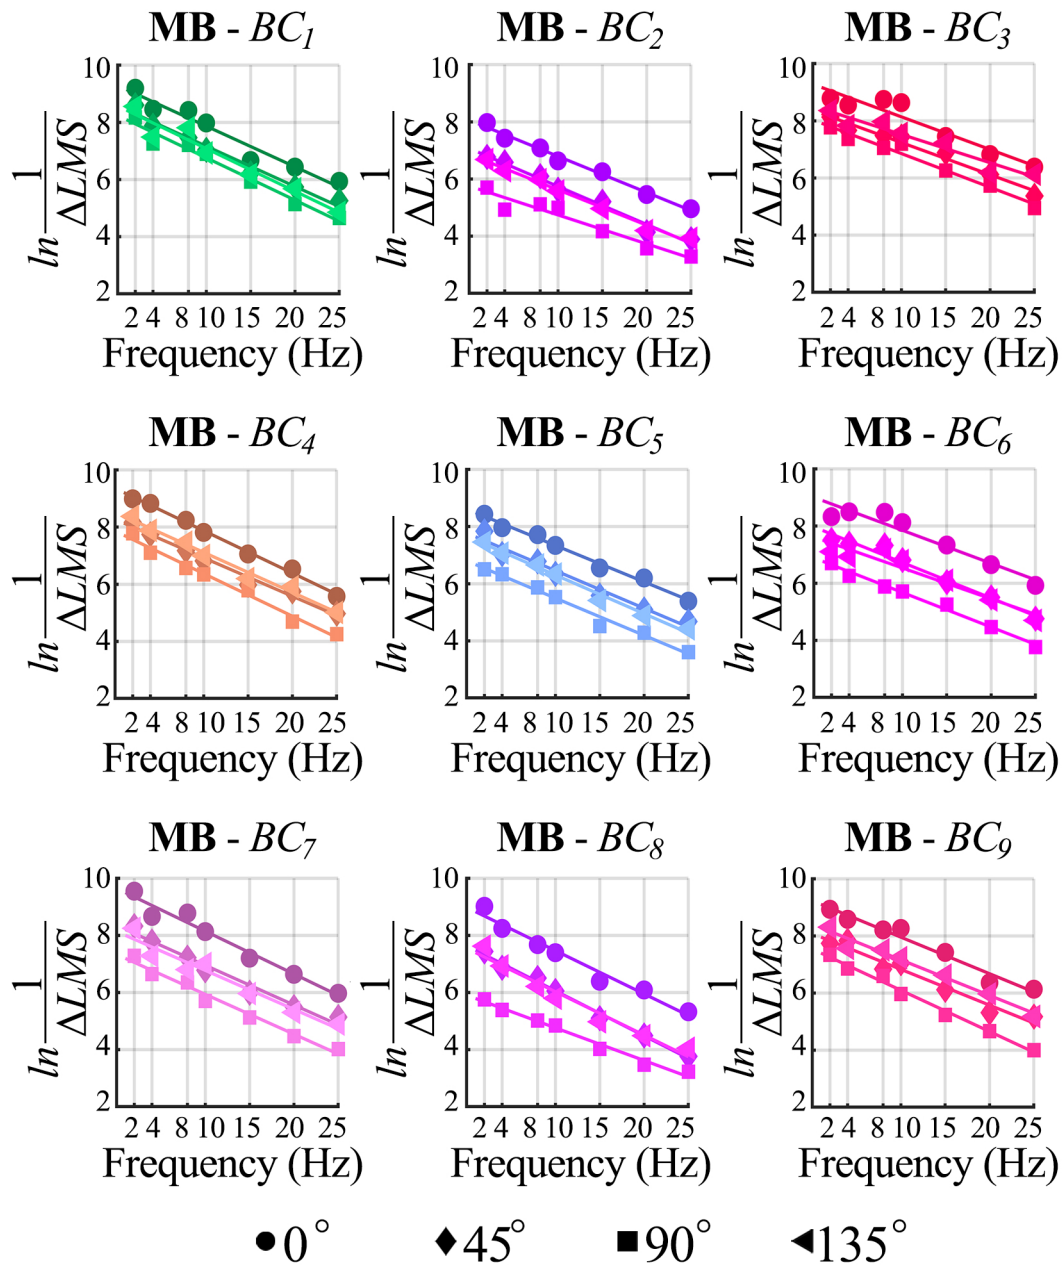 MB - BC1
MB - BC2
MB - BC3
10
8
6
4
2
ln 1/ΔLMS
2 4 8 10 15 20 25
Frequency (Hz)
10
8
6
4
2
ln 1/ΔLMS
2 4 8 10 15 20 25
Frequency (Hz)
10
8
6
4
2
ln 1/ΔLMS
2 4 8 10 15 20 25
Frequency (Hz)
MB - BC4
MB - BC5
MB - BC6
10
8
6
4
2
ln 1/ΔLMS
2 4 8 10 15 20 25
Frequency (Hz)
10
8
6
4
2
ln 1/ΔLMS
2 4 8 10 15 20 25
Frequency (Hz)
10
8
6
4
2
ln 1/ΔLMS
2 4 8 10 15 20 25
Frequency (Hz)
MB - BC7
MB - BC8
MB - BC9
10
8
6
4
2
ln 1/ΔLMS
2 4 8 10 15 20 25
Frequency (Hz)
10
8
6
4
2
ln 1/ΔLMS
2 4 8 10 15 20 25
Frequency (Hz)
10
8
6
4
2
ln 1/ΔLMS
2 4 8 10 15 20 25
Frequency (Hz)
0° 45° 90° 135°